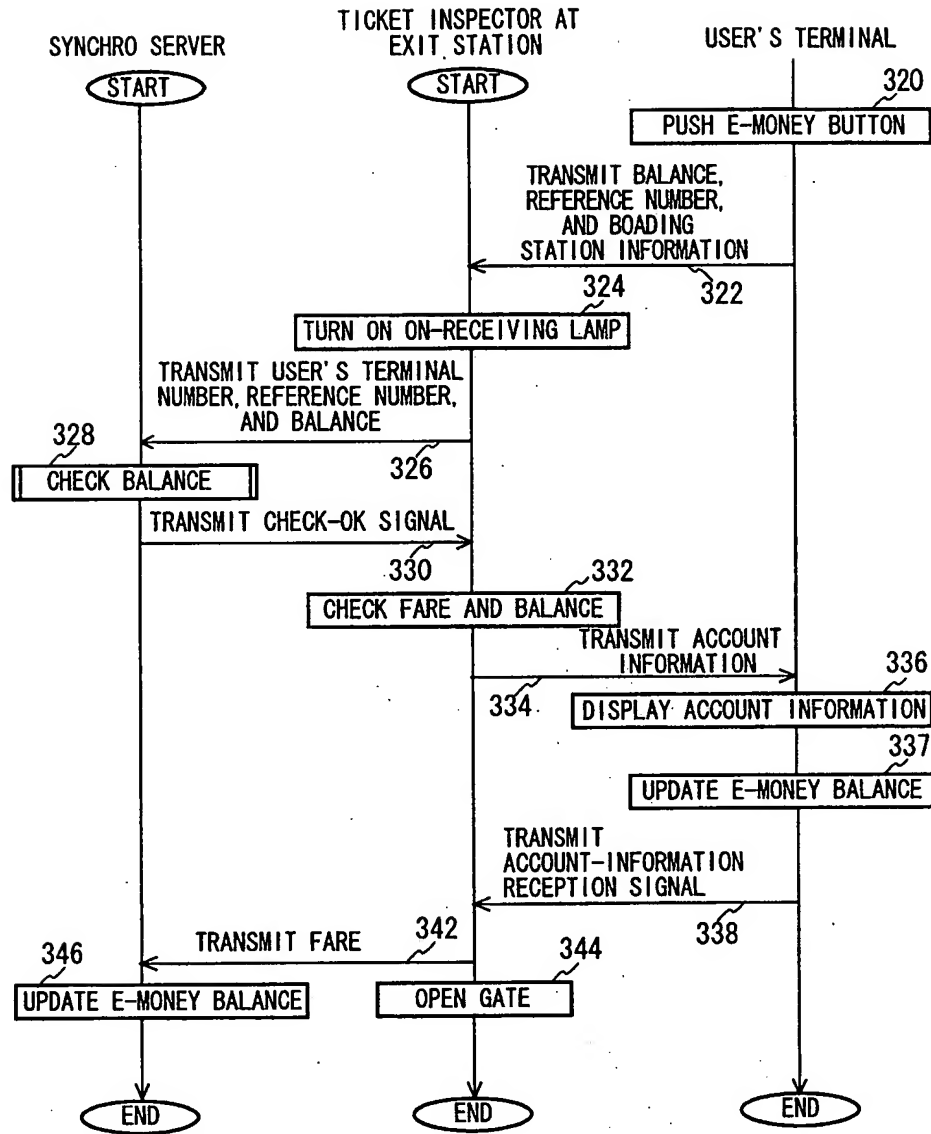 SYNCHRO SERVER
TICKET INSPECTOR AT
EXIT STATION
USER'S TERMINAL
START
START
320
PUSH E-MONEY BUTTON
TRANSMIT BALANCE,
REFERENCE NUMBER,
AND BOADING
STATION INFORMATION
322
324
TURN ON ON-RECEIVING LAMP
TRANSMIT USER'S TERMINAL
NUMBER, REFERENCE NUMBER,
AND BALANCE
326
328
CHECK BALANCE
TRANSMIT CHECK-OK SIGNAL
330
332
CHECK FARE AND BALANCE
TRANSMIT ACCOUNT
INFORMATION
334
336
DISPLAY ACCOUNT INFORMATION
337
UPDATE E-MONEY BALANCE
TRANSMIT
ACCOUNT-INFORMATION
RECEPTION SIGNAL
338
TRANSMIT FARE
342
344
346
UPDATE E-MONEY BALANCE
OPEN GATE
END
END
END